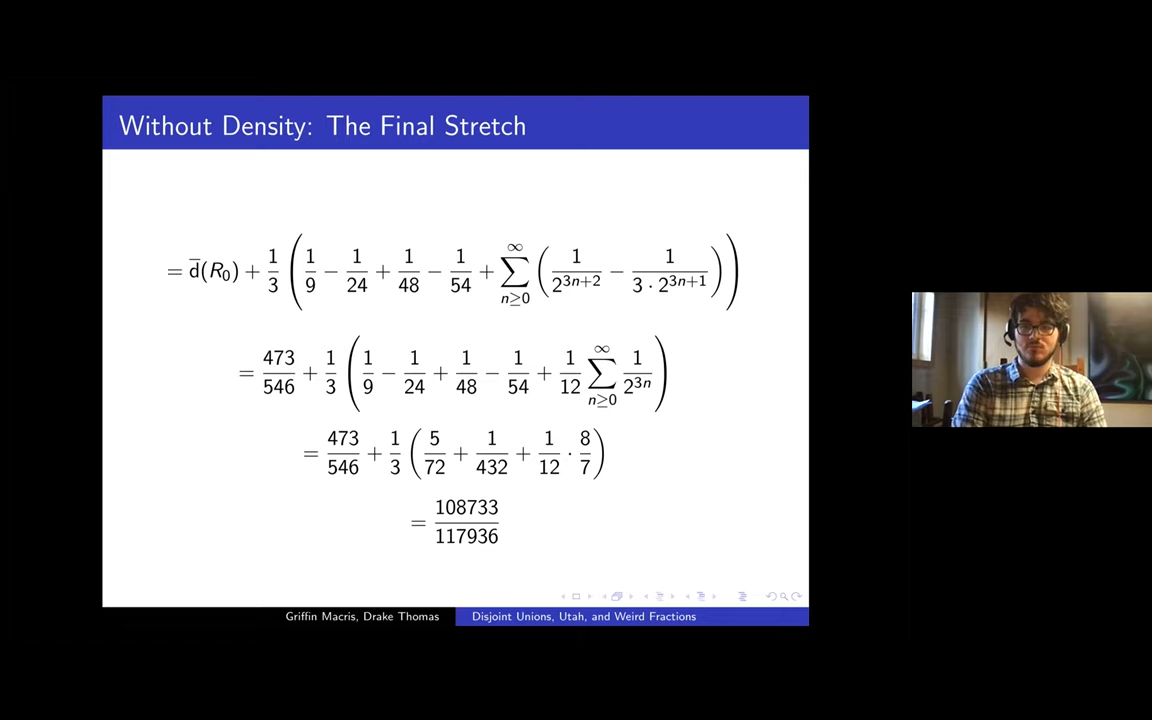 Without Density: The Final Stretch
= d̅(R₀) + 1/3 ( 1/9 − 1/24 + 1/48 − 1/54 + ∑_{n≥0}^{∞} ( 1/2^{3n+2} − 1/(3 · 2^{3n+1}) ) )
= 473/546 + 1/3 ( 1/9 − 1/24 + 1/48 − 1/54 + 1/12 ∑_{n≥0}^{∞} 1/2^{3n} )
= 473/546 + 1/3 ( 5/72 + 1/432 + 1/12 · 8/7 )
= 108733/117936
Griffin Macris, Drake Thomas
Disjoint Unions, Utah, and Weird Fractions